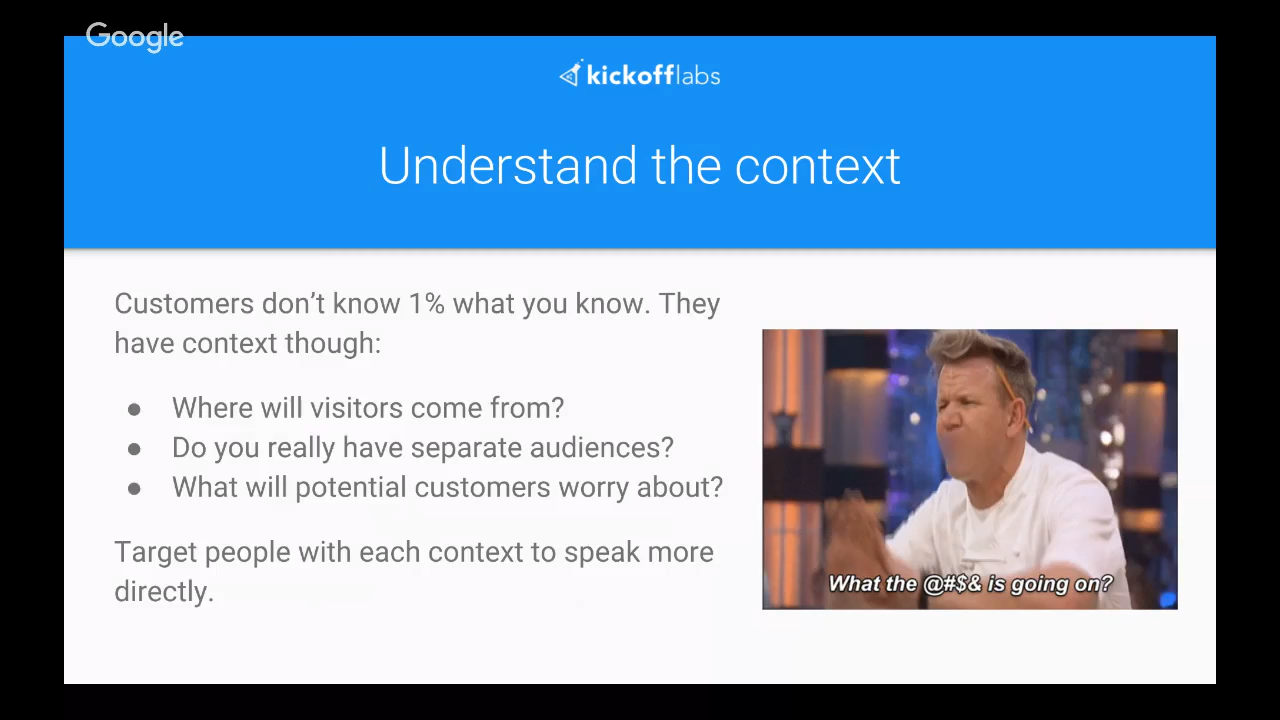 Google
kickofflabs
Understand the context
Customers don’t know 1% what you know. They
have context though:
● Where will visitors come from?
● Do you really have separate audiences?
● What will potential customers worry about?
Target people with each context to speak more
directly.
What the @#$& is going on?